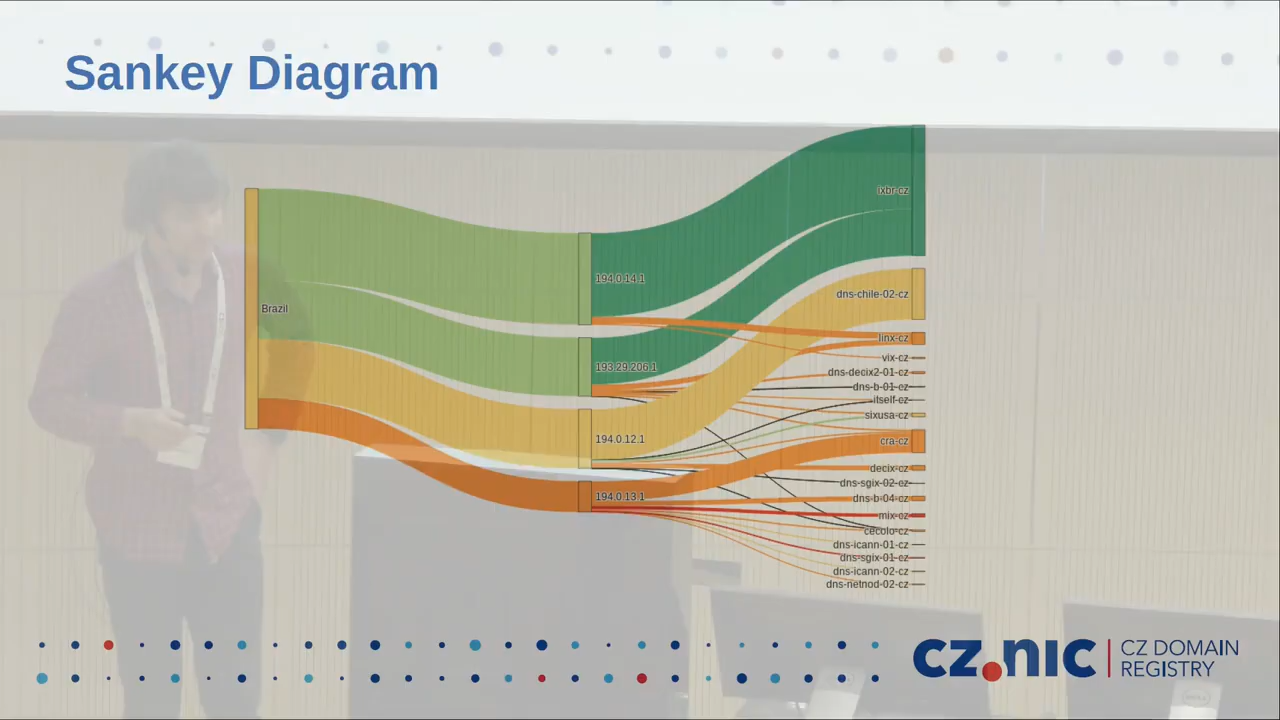 Sankey Diagram
Brazil
194.0.14.1
193.29.206.1
194.0.12.1
194.0.13.1
ixbr-cz
dns-chile-02-cz
linx-cz
vix-cz
dns-decix2-01-cz
dns-b-01-cz
itself-cz
sixusa-cz
cra-cz
decix-cz
dns-sgix-02-cz
dns-b-04-cz
mix-cz
cecolo-cz
dns-icann-01-cz
dns-sgix-01-cz
dns-icann-02-cz
dns-netnod-02-cz
CZ.NIC
CZ DOMAIN
REGISTRY